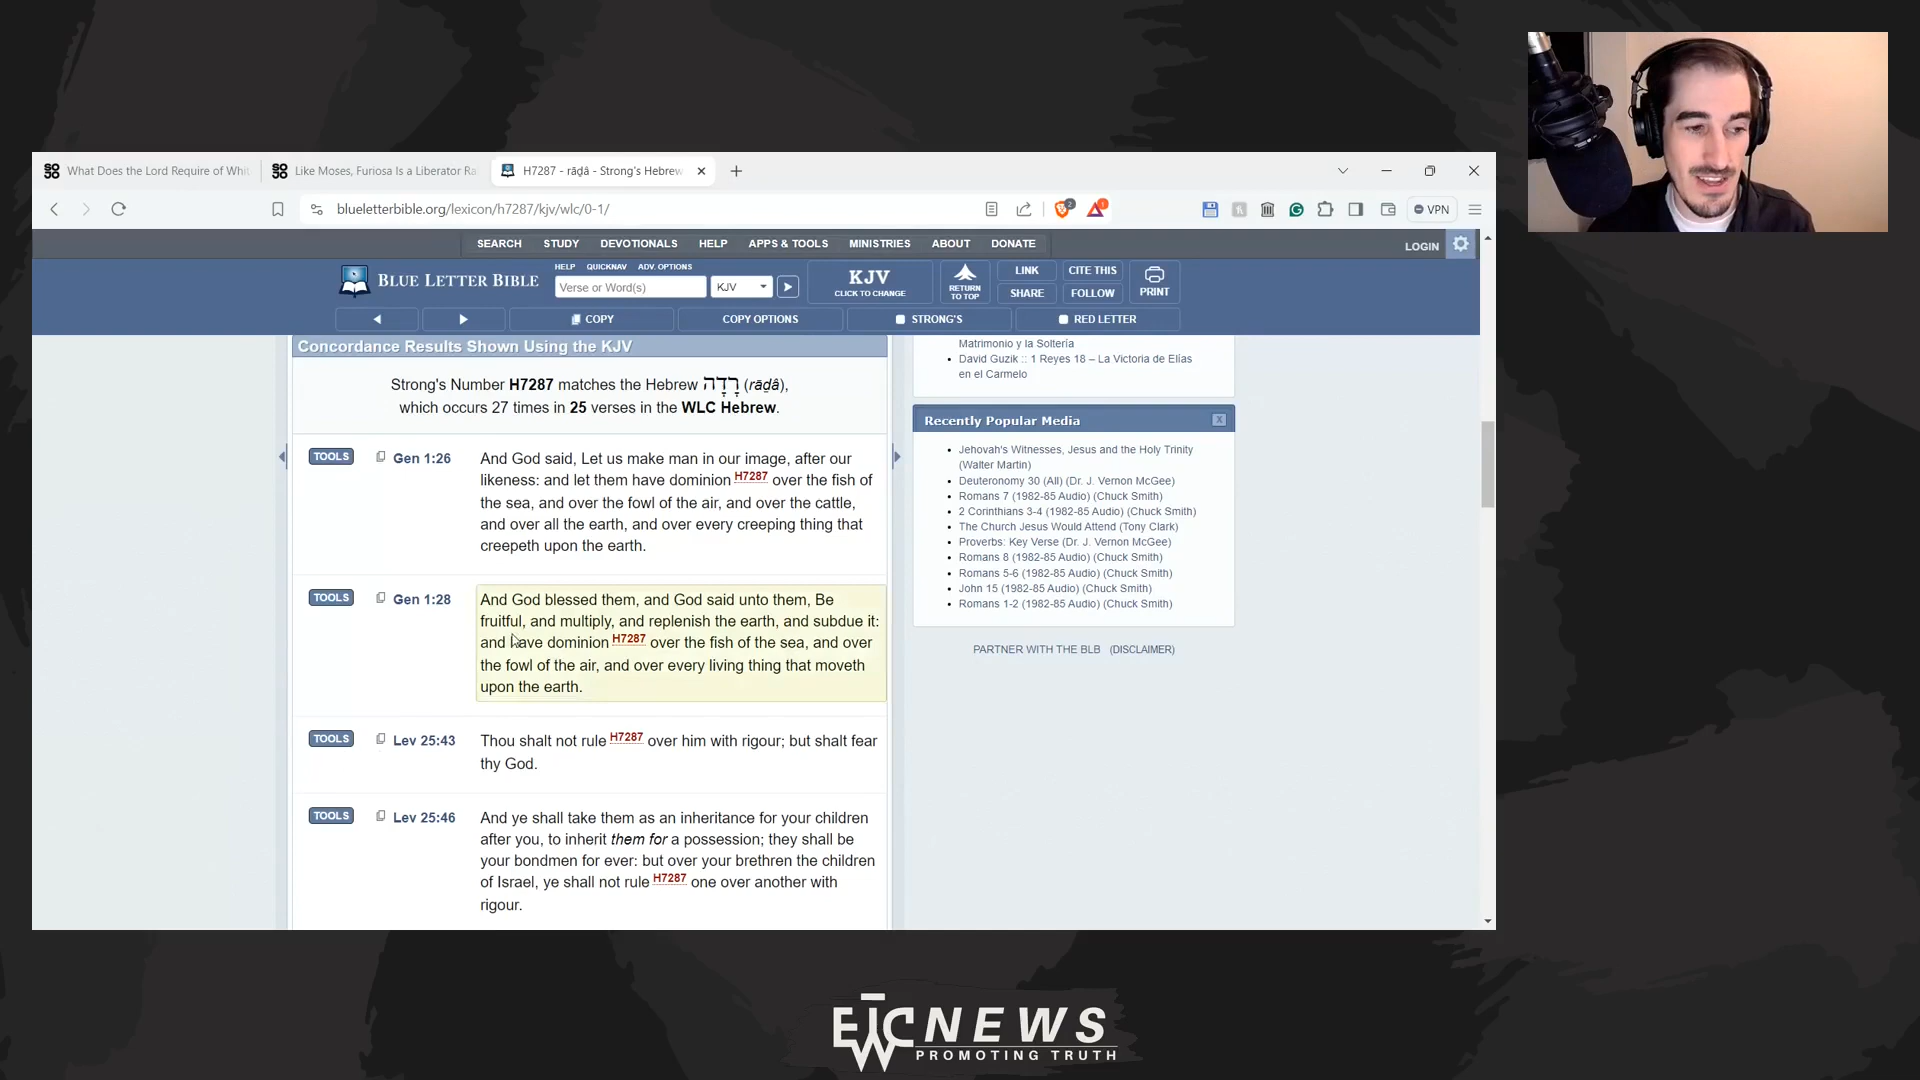 What Does the Lord Require of Whit
Like Moses, Furiosa Is a Liberator Ra
H7287 - rāḏâ - Strong's Hebrew
blueletterbible.org/lexicon/h7287/kjv/wlc/0-1/
2
1
VPN
SEARCH STUDY DEVOTIONALS HELP APPS & TOOLS MINISTRIES ABOUT DONATE
LOGIN
BLUE LETTER BIBLE
HELP QUICKNAV ADV. OPTIONS
Verse or Word(s)
KJV
KJV
CLICK TO CHANGE
RETURN
TO TOP
LINK
CITE THIS
SHARE
FOLLOW
PRINT
COPY
COPY OPTIONS
STRONG'S
RED LETTER
Concordance Results Shown Using the KJV
Strong's Number H7287 matches the Hebrew רָדָה (rāḏâ),
which occurs 27 times in 25 verses in the WLC Hebrew.
TOOLS Gen 1:26 And God said, Let us make man in our image, after our
likeness: and let them have dominion H7287 over the fish of
the sea, and over the fowl of the air, and over the cattle,
and over all the earth, and over every creeping thing that
creepeth upon the earth.
TOOLS Gen 1:28 And God blessed them, and God said unto them, Be
fruitful, and multiply, and replenish the earth, and subdue it:
and have dominion H7287 over the fish of the sea, and over
the fowl of the air, and over every living thing that moveth
upon the earth.
TOOLS Lev 25:43 Thou shalt not rule H7287 over him with rigour; but shalt fear
thy God.
TOOLS Lev 25:46 And ye shall take them as an inheritance for your children
after you, to inherit them for a possession; they shall be
your bondmen for ever: but over your brethren the children
of Israel, ye shall not rule H7287 one over another with
rigour.
Matrimonio y la Soltería
David Guzik :: 1 Reyes 18 – La Victoria de Elías
en el Carmelo
Recently Popular Media
X
Jehovah's Witnesses, Jesus and the Holy Trinity
(Walter Martin)
Deuteronomy 30 (All) (Dr. J. Vernon McGee)
Romans 7 (1982-85 Audio) (Chuck Smith)
2 Corinthians 3-4 (1982-85 Audio) (Chuck Smith)
The Church Jesus Would Attend (Tony Clark)
Proverbs: Key Verse (Dr. J. Vernon McGee)
Romans 8 (1982-85 Audio) (Chuck Smith)
Romans 5-6 (1982-85 Audio) (Chuck Smith)
John 15 (1982-85 Audio) (Chuck Smith)
Romans 1-2 (1982-85 Audio) (Chuck Smith)
PARTNER WITH THE BLB (DISCLAIMER)
NEWS
PROMOTING TRUTH